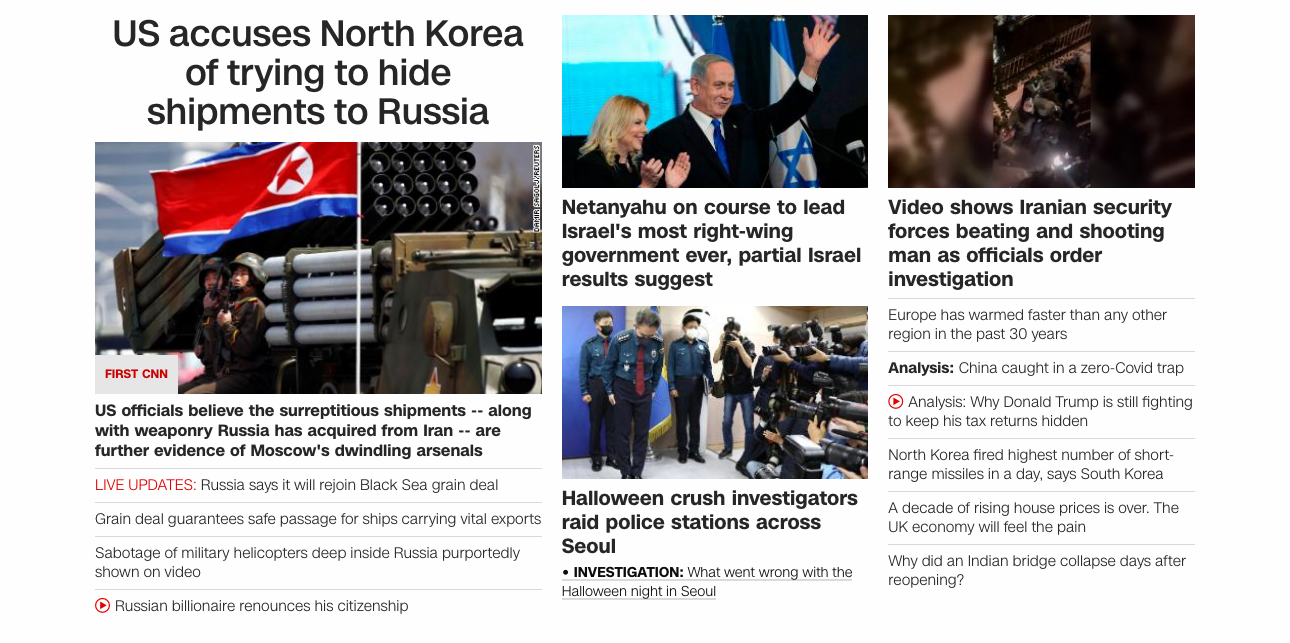 US accuses North Korea
of trying to hide
shipments to Russia
DAMIR SAGOLJ/REUTERS
FIRST CNN
US officials believe the surreptitious shipments -- along
with weaponry Russia has acquired from Iran -- are
further evidence of Moscow's dwindling arsenals
LIVE UPDATES: Russia says it will rejoin Black Sea grain deal
Grain deal guarantees safe passage for ships carrying vital exports
Sabotage of military helicopters deep inside Russia purportedly
shown on video
Russian billionaire renounces his citizenship
Netanyahu on course to lead
Israel's most right-wing
government ever, partial Israel
results suggest
Halloween crush investigators
raid police stations across
Seoul
• INVESTIGATION: What went wrong with the
Halloween night in Seoul
Video shows Iranian security
forces beating and shooting
man as officials order
investigation
Europe has warmed faster than any other
region in the past 30 years
Analysis: China caught in a zero-Covid trap
Analysis: Why Donald Trump is still fighting
to keep his tax returns hidden
North Korea fired highest number of short-
range missiles in a day, says South Korea
A decade of rising house prices is over. The
UK economy will feel the pain
Why did an Indian bridge collapse days after
reopening?